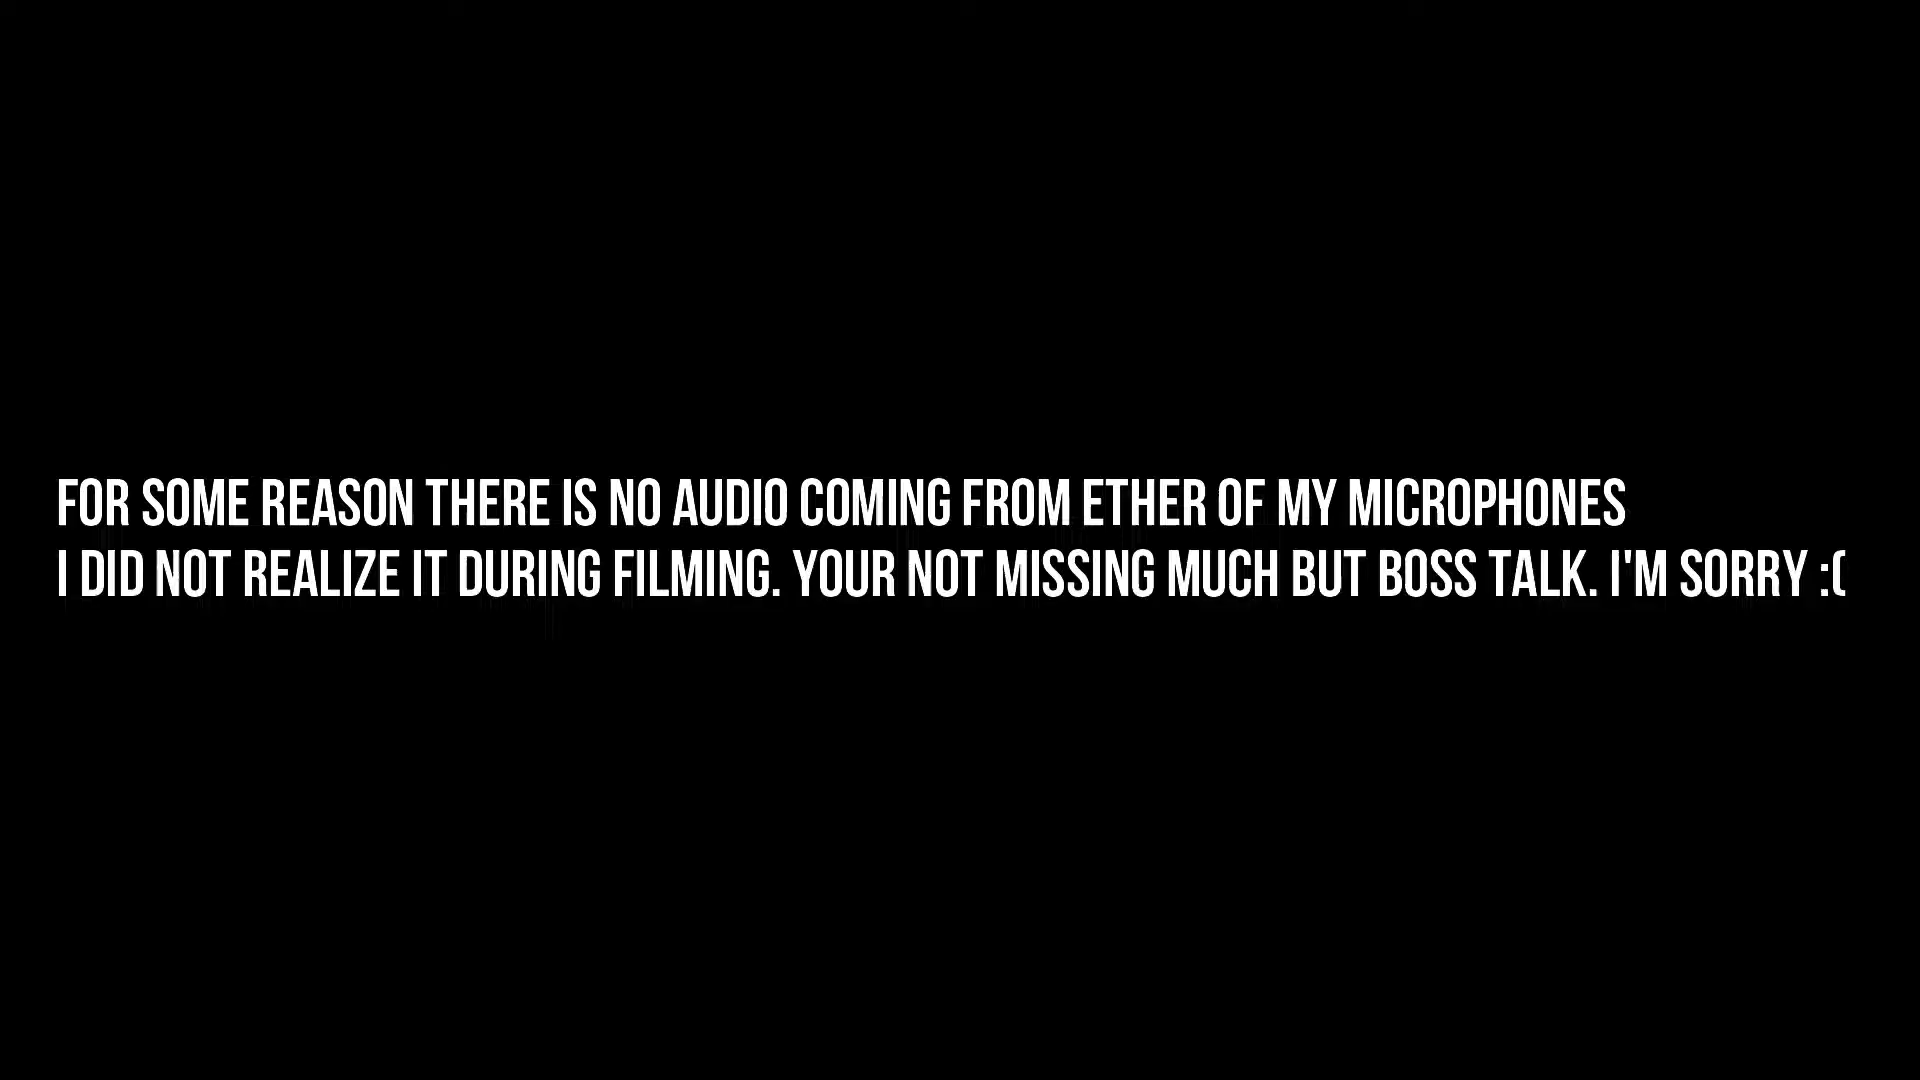 FOR SOME REASON THERE IS NO AUDIO COMING FROM ETHER OF MY MICROPHONES
I DID NOT REALIZE IT DURING FILMING. YOUR NOT MISSING MUCH BUT BOSS TALK. I'M SORRY :(